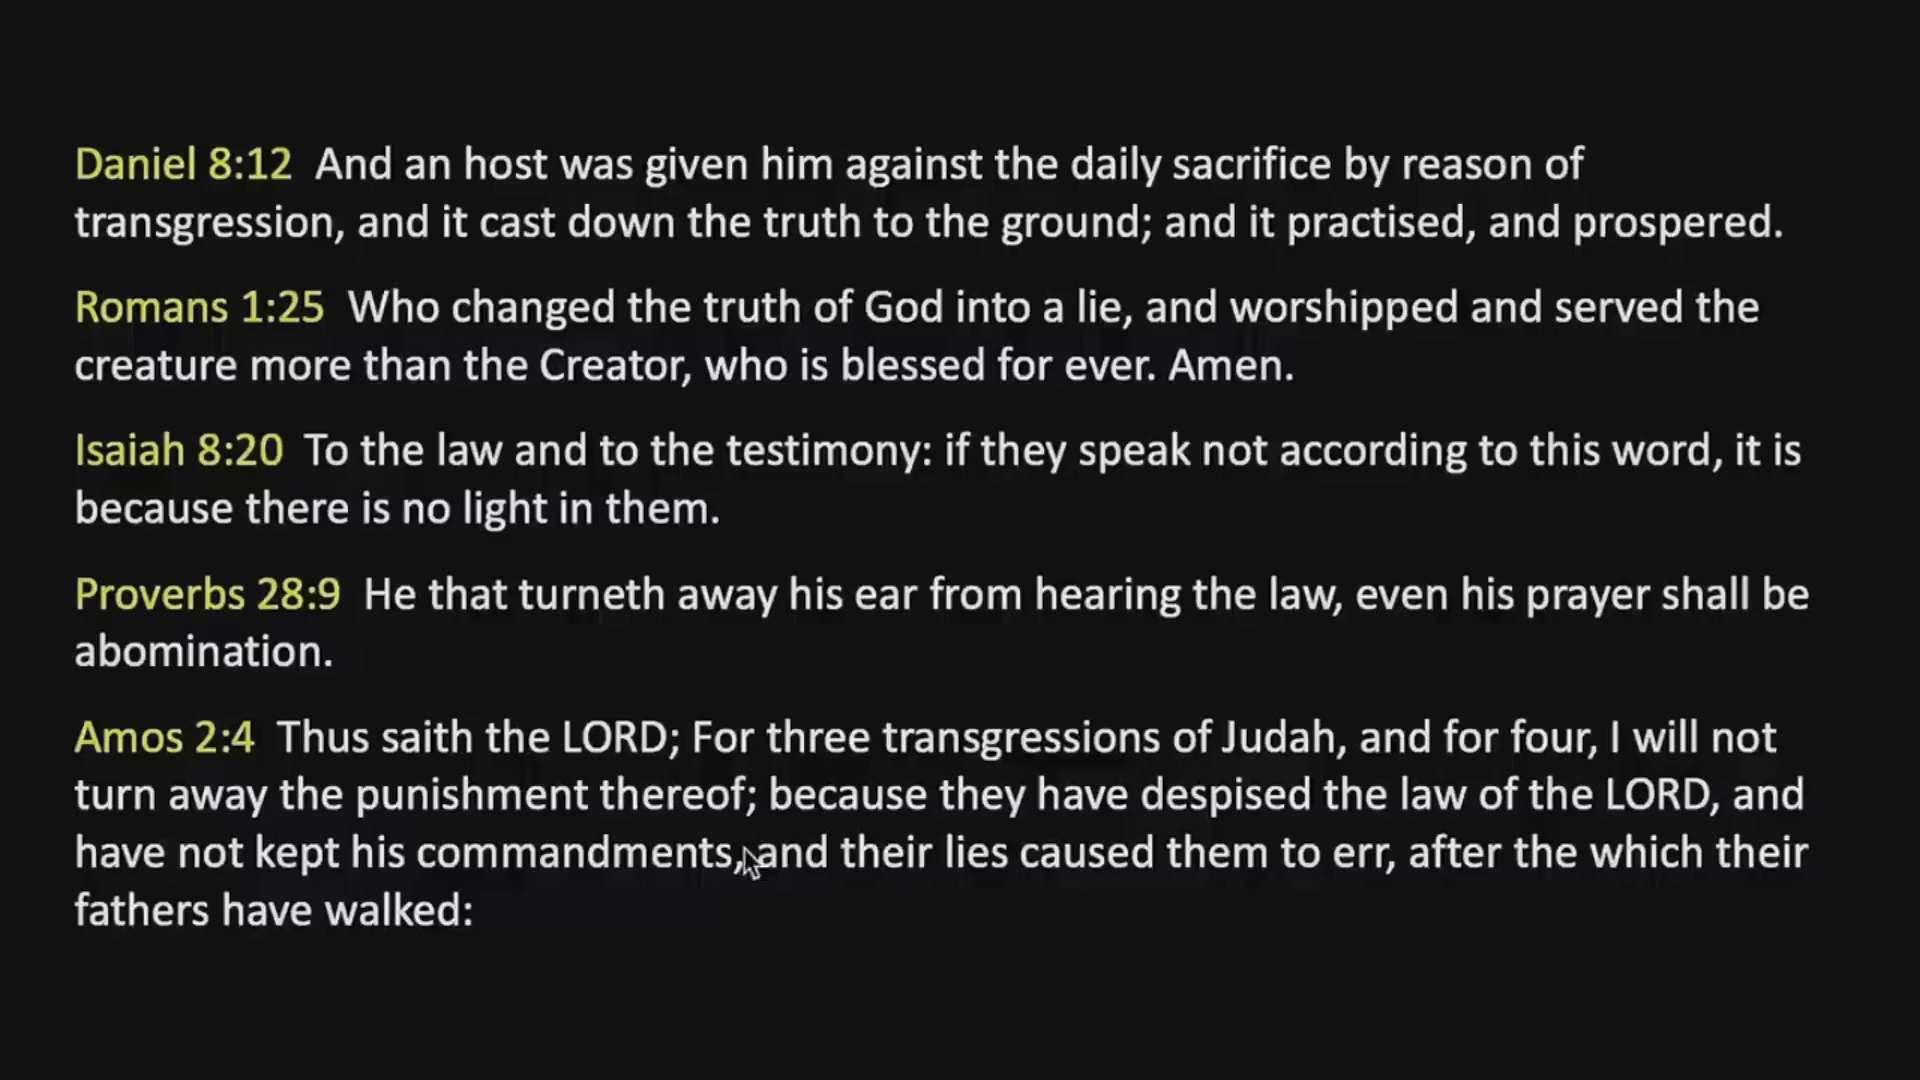 Daniel 8:12 And an host was given him against the daily sacrifice by reason of
transgression, and it cast down the truth to the ground; and it practised, and prospered.
Romans 1:25 Who changed the truth of God into a lie, and worshipped and served the
creature more than the Creator, who is blessed for ever. Amen.
Isaiah 8:20 To the law and to the testimony: if they speak not according to this word, it is
because there is no light in them.
Proverbs 28:9 He that turneth away his ear from hearing the law, even his prayer shall be
abomination.
Amos 2:4 Thus saith the LORD; For three transgressions of Judah, and for four, I will not
turn away the punishment thereof; because they have despised the law of the LORD, and
have not kept his commandments, and their lies caused them to err, after the which their
fathers have walked: